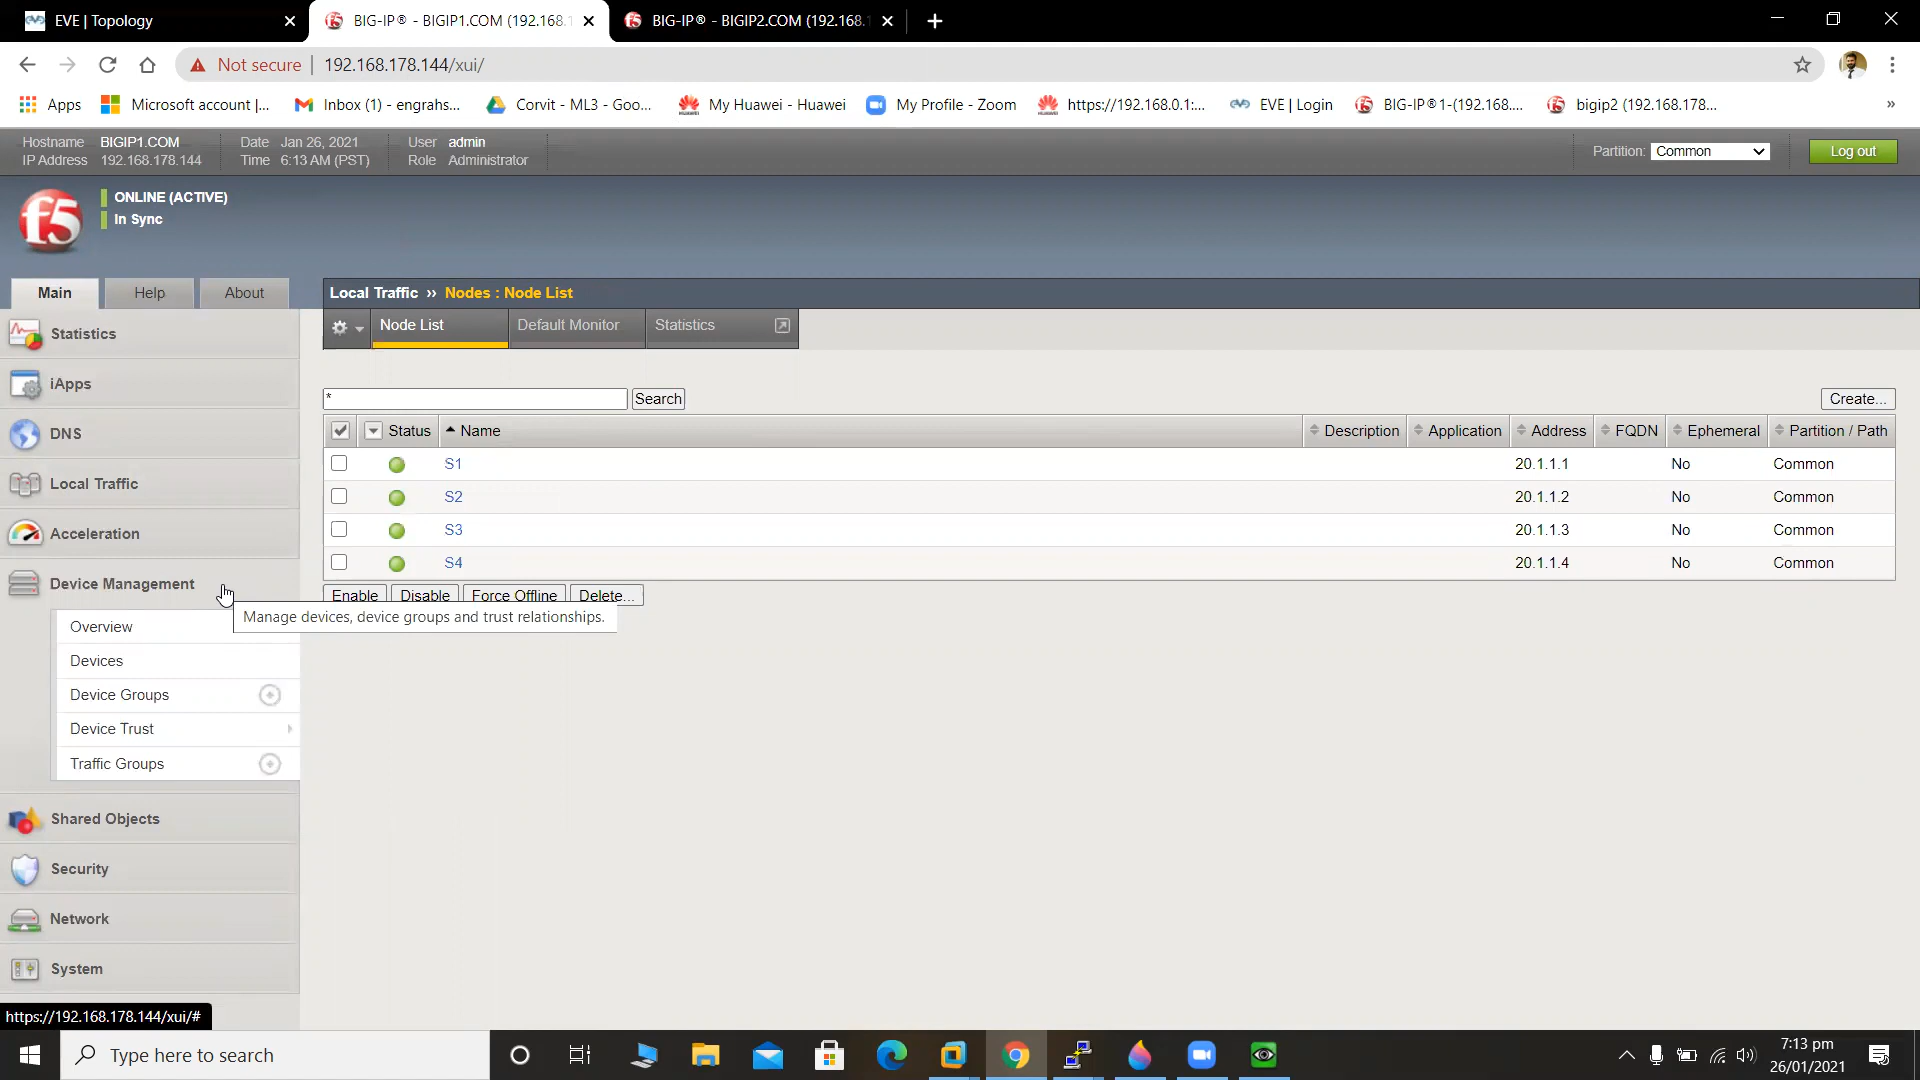 EVE | Topology
BIG-IP® - BIGIP1.COM (192.168.1
BIG-IP® - BIGIP2.COM (192.168.1
Not secure
192.168.178.144/xui/
Apps
Microsoft account |...
Inbox (1) - engrahs...
Corvit - ML3 - Goo...
My Huawei - Huawei
My Profile - Zoom
https://192.168.0.1:...
EVE | Login
BIG-IP®1-(192.168....
bigip2 (192.168.178...
»
Hostname BIGIP1.COM
IP Address 192.168.178.144
Date Jan 26, 2021
Time 6:13 AM (PST)
User admin
Role Administrator
Partition: Common
Log out
f5
ONLINE (ACTIVE)
In Sync
Main
Help
About
Local Traffic ›› Nodes : Node List
Node List
Default Monitor
Statistics
Statistics
iApps
DNS
Local Traffic
Acceleration
Device Management
Overview
Devices
Device Groups
Device Trust
Traffic Groups
Shared Objects
Security
Network
System
*
Search
Create...
Status Name Description Application Address FQDN Ephemeral Partition / Path
S1 20.1.1.1 No Common
S2 20.1.1.2 No Common
S3 20.1.1.3 No Common
S4 20.1.1.4 No Common
Enable Disable Force Offline Delete...
Manage devices, device groups and trust relationships.
https://192.168.178.144/xui/#
Type here to search
7:13 pm
26/01/2021